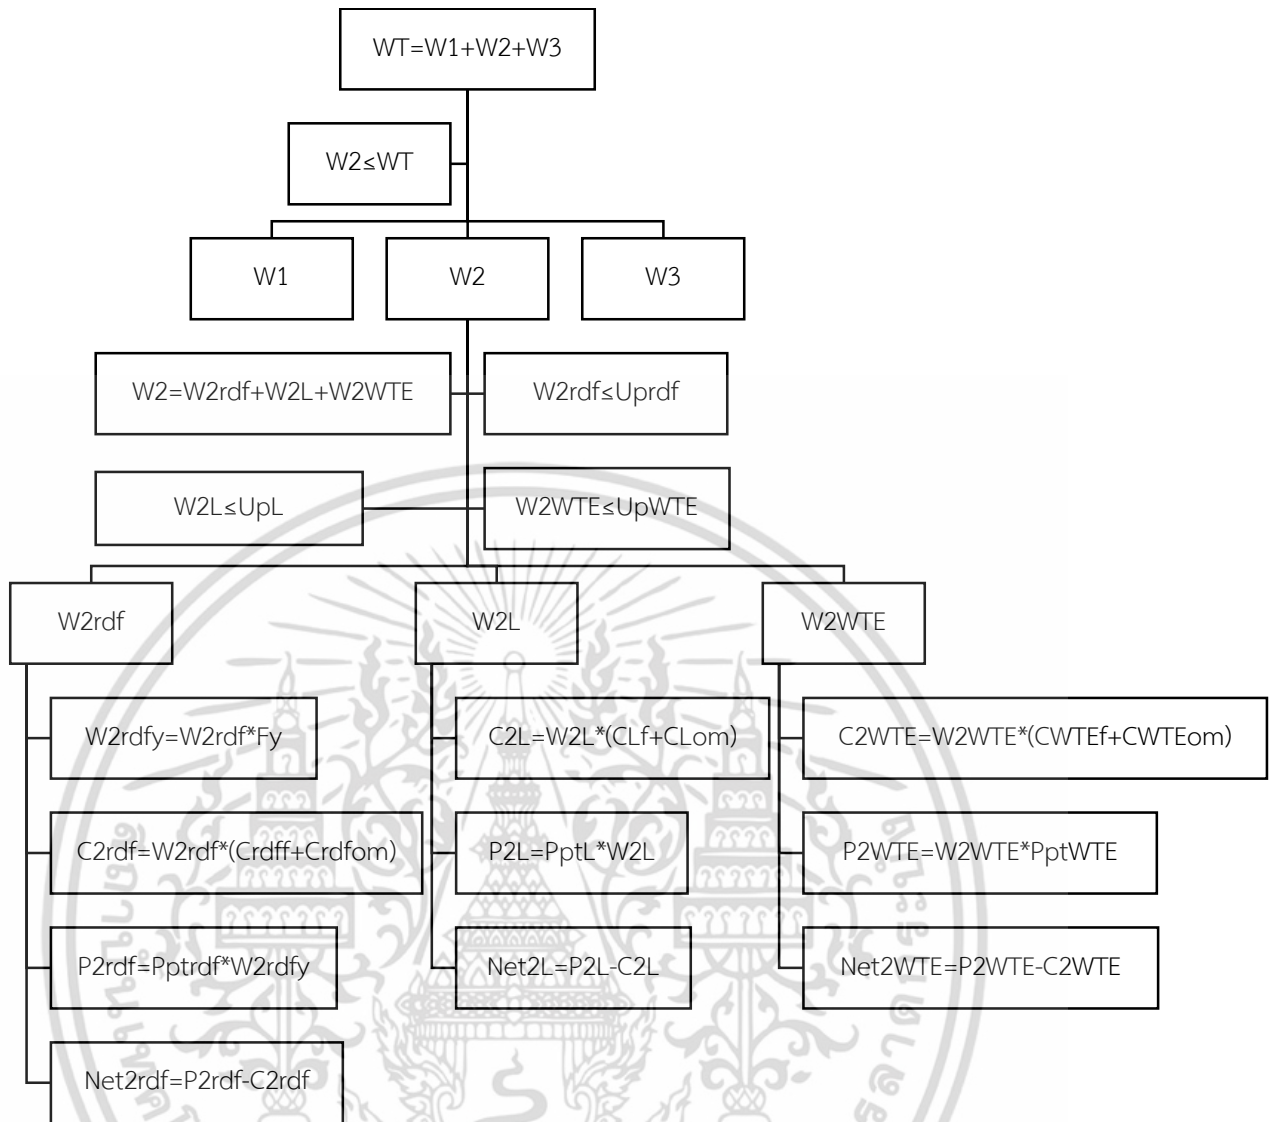 WT=W1+W2+W3
W2≤WT
W1
W2
W3
W2=W2rdf+W2L+W2WTE
W2rdf≤Uprdf
W2L≤UpL
W2WTE≤UpWTE
W2rdf
W2L
W2WTE
W2rdfy=W2rdf*Fy
C2L=W2L*(CLf+CLom)
C2WTE=W2WTE*(CWTEf+CWTEom)
C2rdf=W2rdf*(Crdff+Crdfom)
P2L=PptL*W2L
P2WTE=W2WTE*PptWTE
P2rdf=Pptrdf*W2rdfy
Net2L=P2L-C2L
Net2WTE=P2WTE-C2WTE
Net2rdf=P2rdf-C2rdf